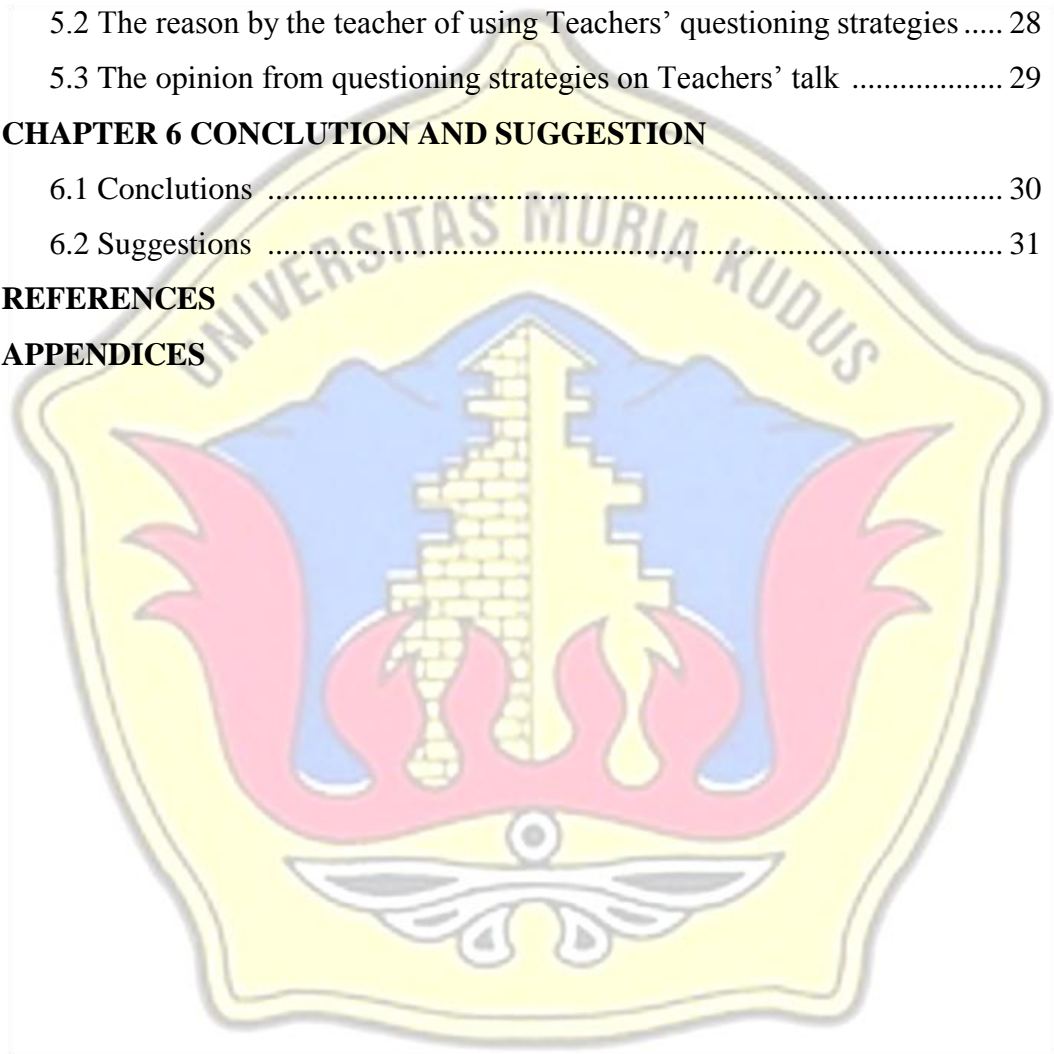 5.2 The reason by the teacher of using Teachers’ questioning strategies ..... 28
5.3 The opinion from questioning strategies on Teachers’ talk ................... 29
CHAPTER 6 CONCLUTION AND SUGGESTION
6.1 Conclutions ................................................................................... 30
6.2 Suggestions ................................................................................... 31
REFERENCES
APPENDICES
UNIVERSITAS MURIA KUDUS